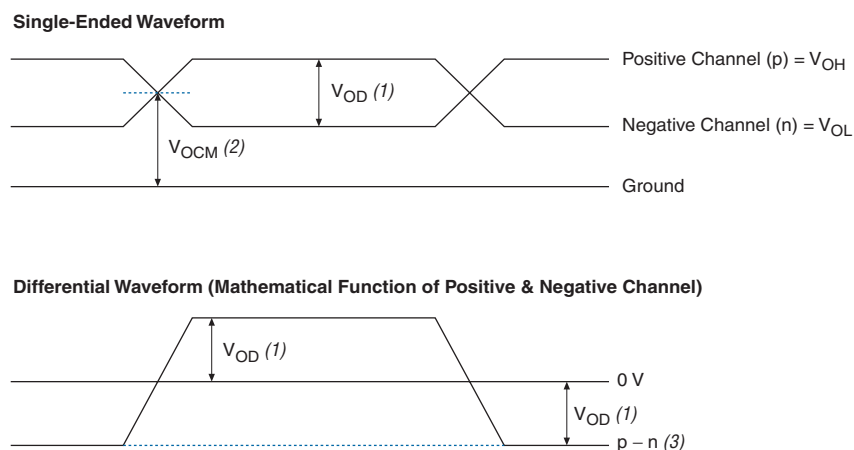 Single-Ended Waveform
Positive Channel (p) = VOH
VOD (1)
Negative Channel (n) = VOL
VOCM (2)
Ground
Differential Waveform (Mathematical Function of Positive & Negative Channel)
VOD (1)
0 V
VOD (1)
p – n (3)